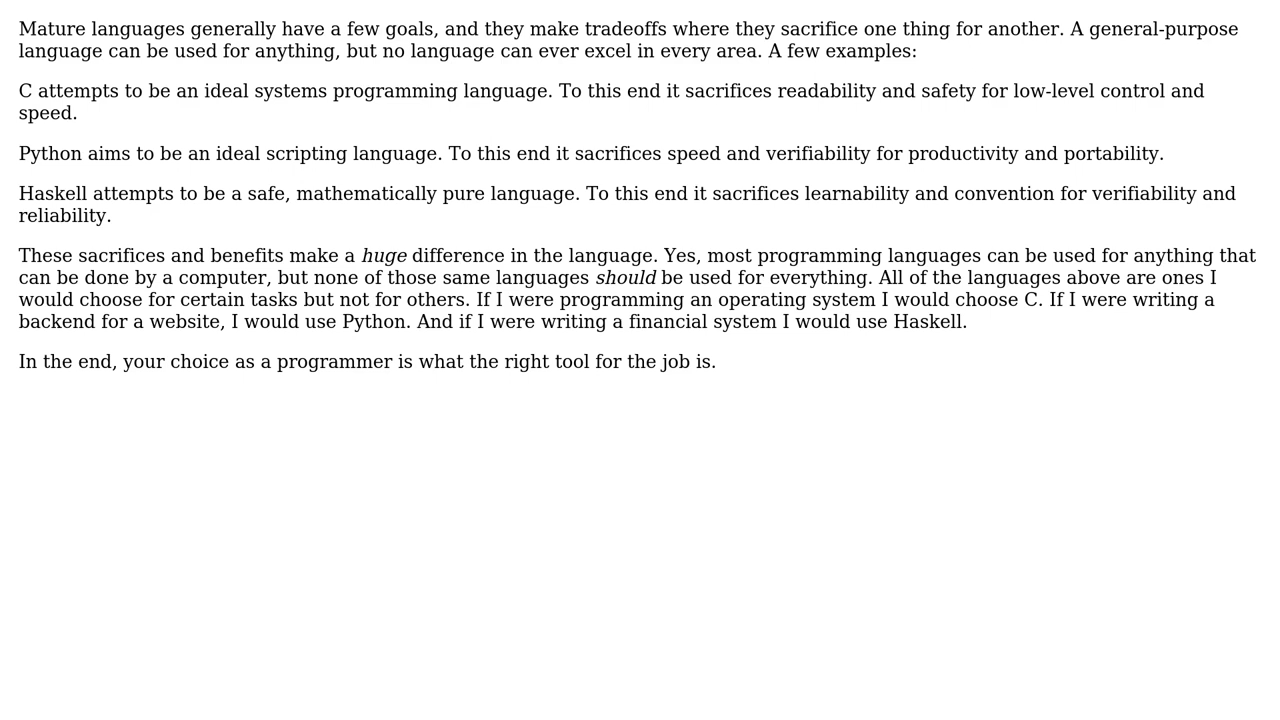 Mature languages generally have a few goals, and they make tradeoffs where they sacrifice one thing for another. A general-purpose
language can be used for anything, but no language can ever excel in every area. A few examples:
C attempts to be an ideal systems programming language. To this end it sacrifices readability and safety for low-level control and
speed.
Python aims to be an ideal scripting language. To this end it sacrifices speed and verifiability for productivity and portability.
Haskell attempts to be a safe, mathematically pure language. To this end it sacrifices learnability and convention for verifiability and
reliability.
These sacrifices and benefits make a huge difference in the language. Yes, most programming languages can be used for anything that
can be done by a computer, but none of those same languages should be used for everything. All of the languages above are ones I
would choose for certain tasks but not for others. If I were programming an operating system I would choose C. If I were writing a
backend for a website, I would use Python. And if I were writing a financial system I would use Haskell.
In the end, your choice as a programmer is what the right tool for the job is.